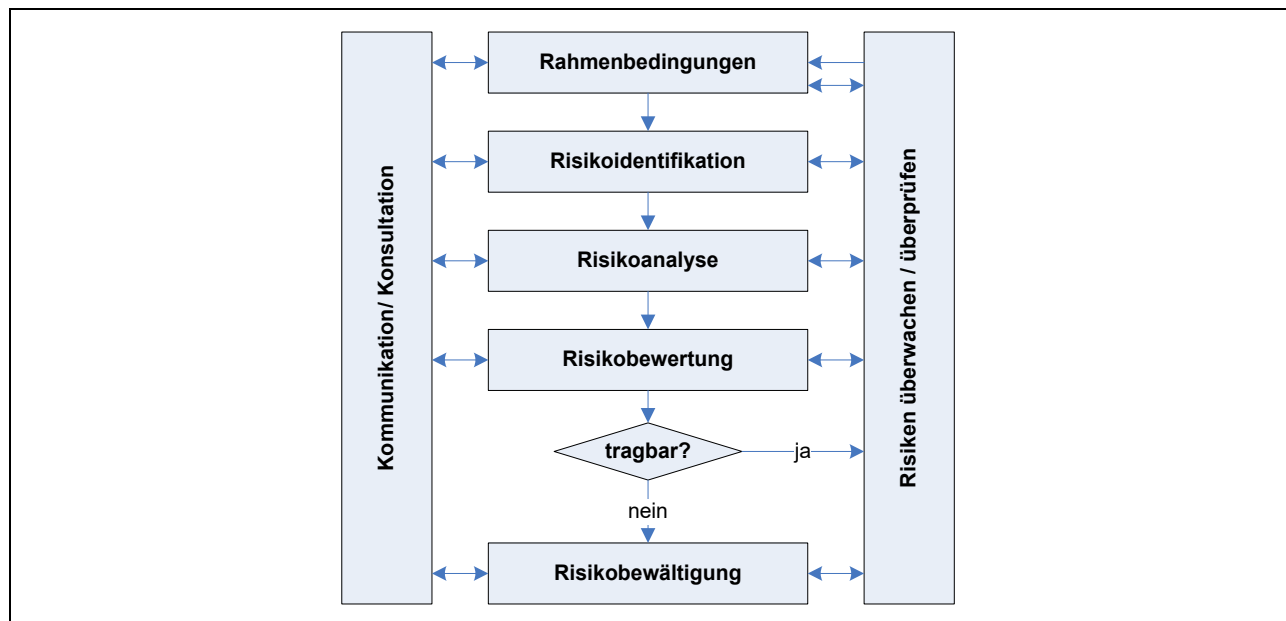 Kommunikation/ Konsultation
Rahmenbedingungen
Risikoidentifikation
Risikoanalyse
Risikobewertung
tragbar?
ja
nein
Risikobewältigung
Risiken überwachen / überprüfen